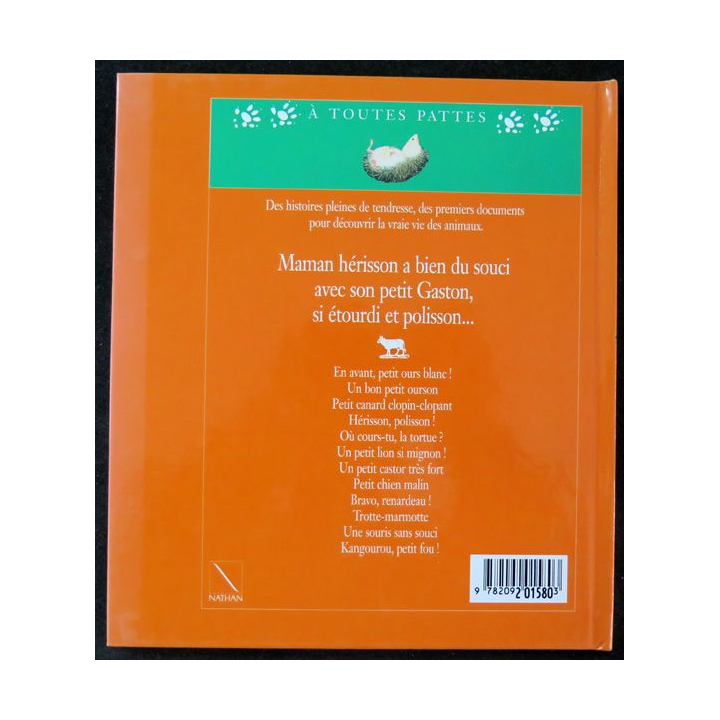 À TOUTES PATTES
Des histoires pleines de tendresse, des premiers documents
pour découvrir la vraie vie des animaux.
Maman hérisson a bien du souci
avec son petit Gaston,
si étourdi et polisson...
En avant, petit ours blanc !
Un bon petit ourson
Petit canard clopin-clopant
Hérisson, polisson !
Où cours-tu, la tortue ?
Un petit lion si mignon !
Un petit castor très fort
Petit chien malin
Bravo, renardeau !
Trotte-marmotte
Une souris sans souci
Kangourou, petit fou !
NATHAN
9 782092 015803